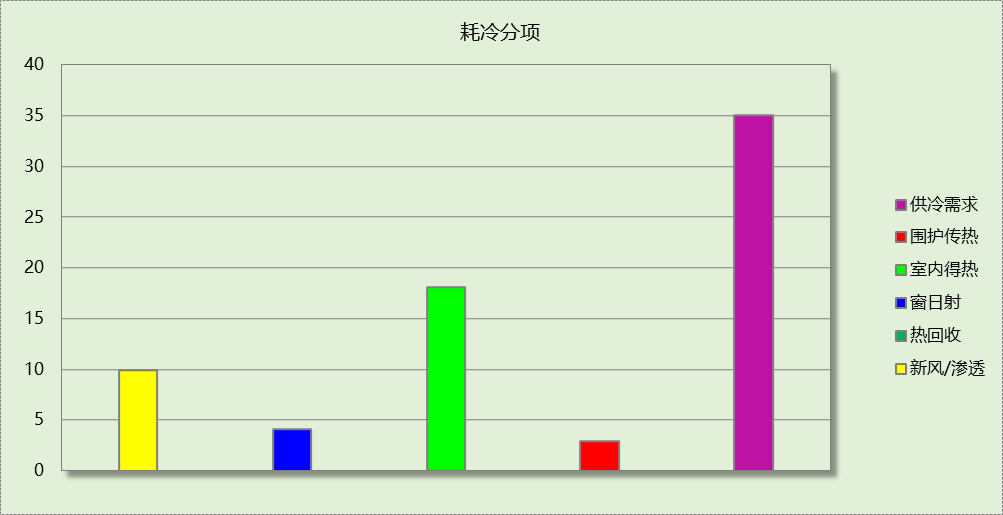 耗冷分项
40
35
30
25
20
15
10
5
0
供冷需求
围护传热
室内得热
窗日射
热回收
新风/渗透